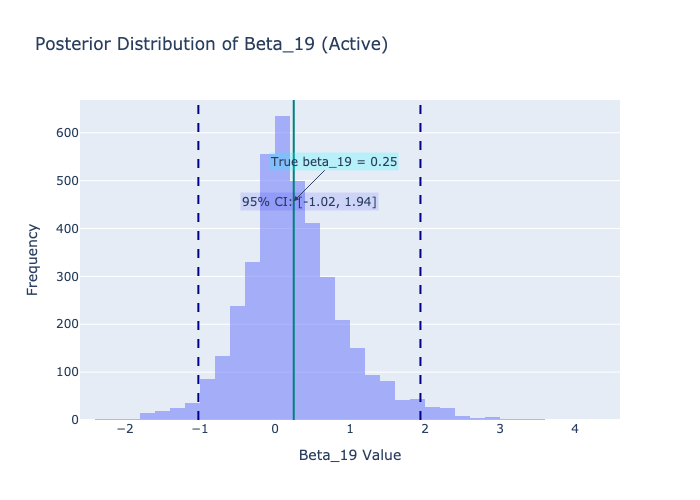 Posterior Distribution of Beta_19 (Active)
600
500
400
300
200
100
0
Frequency
True beta_19 = 0.25
95% CI: [-1.02, 1.94]
−2
−1
0
1
2
3
4
Beta_19 Value